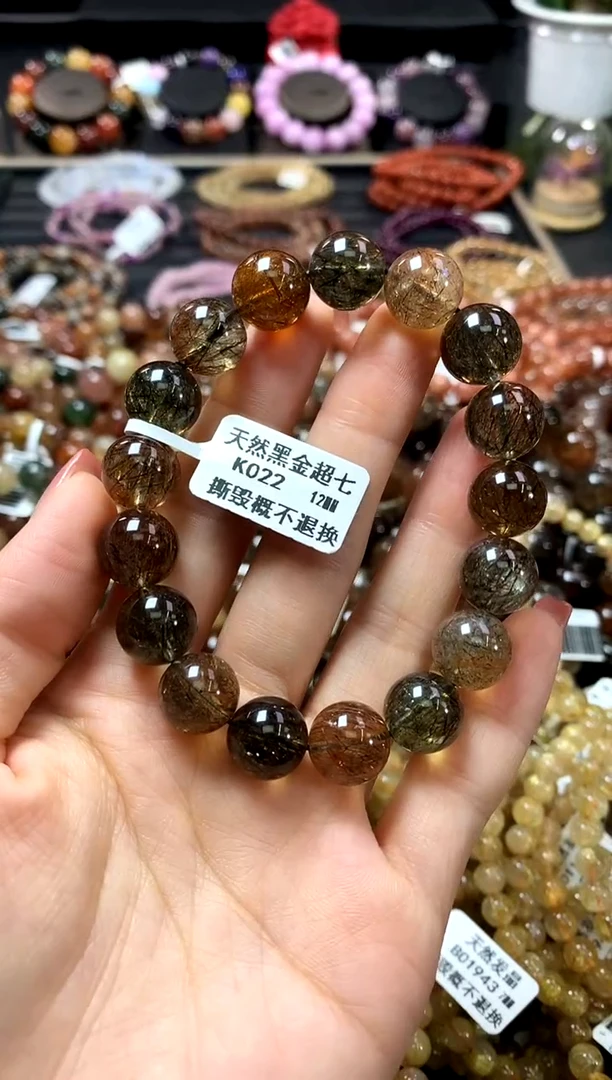 天然黑金超七
K022 12MM
撕毁概不退换
天然发晶
B01943
毁概不退换